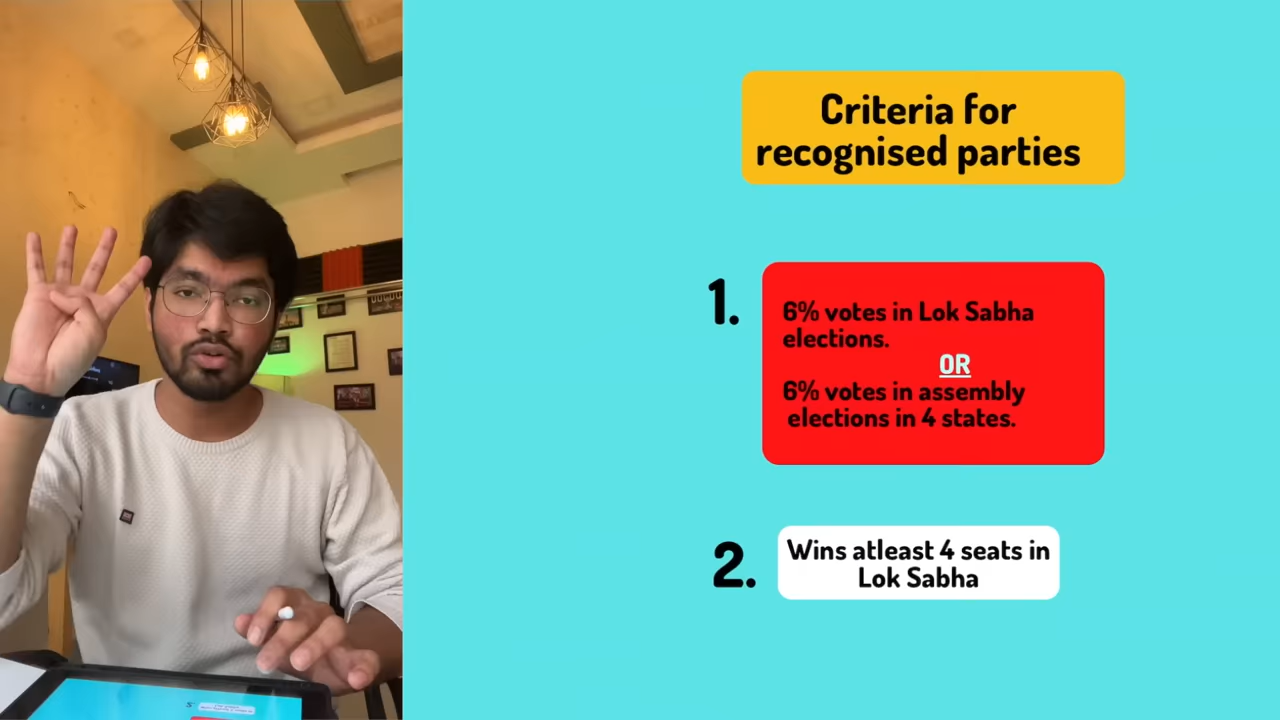 Criteria for
recognised parties
1.
6% votes in Lok Sabha
elections.
OR
6% votes in assembly
elections in 4 states.
2.
Wins atleast 4 seats in
Lok Sabha